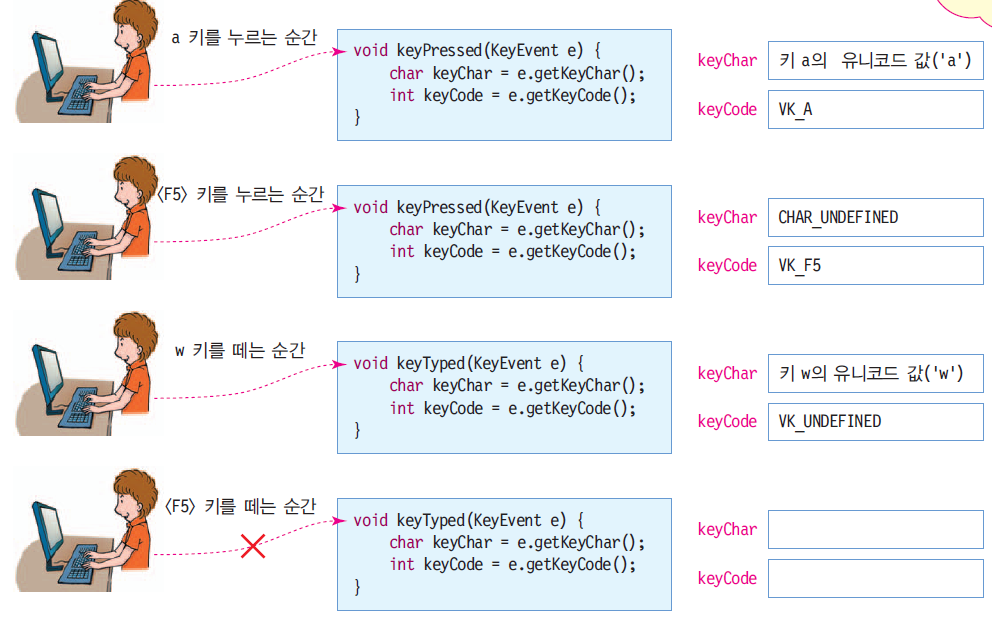 a 키를 누르는 순간
void keyPressed(KeyEvent e) {
char keyChar = e.getKeyChar();
int keyCode = e.getKeyCode();
}
keyChar 키 a의 유니코드 값('a')
keyCode VK_A
<F5> 키를 누르는 순간
void keyPressed(KeyEvent e) {
char keyChar = e.getKeyChar();
int keyCode = e.getKeyCode();
}
keyChar CHAR_UNDEFINED
keyCode VK_F5
w 키를 떼는 순간
void keyTyped(KeyEvent e) {
char keyChar = e.getKeyChar();
int keyCode = e.getKeyCode();
}
keyChar 키 w의 유니코드 값('w')
keyCode VK_UNDEFINED
<F5> 키를 떼는 순간
void keyTyped(KeyEvent e) {
char keyChar = e.getKeyChar();
int keyCode = e.getKeyCode();
}
keyChar
keyCode